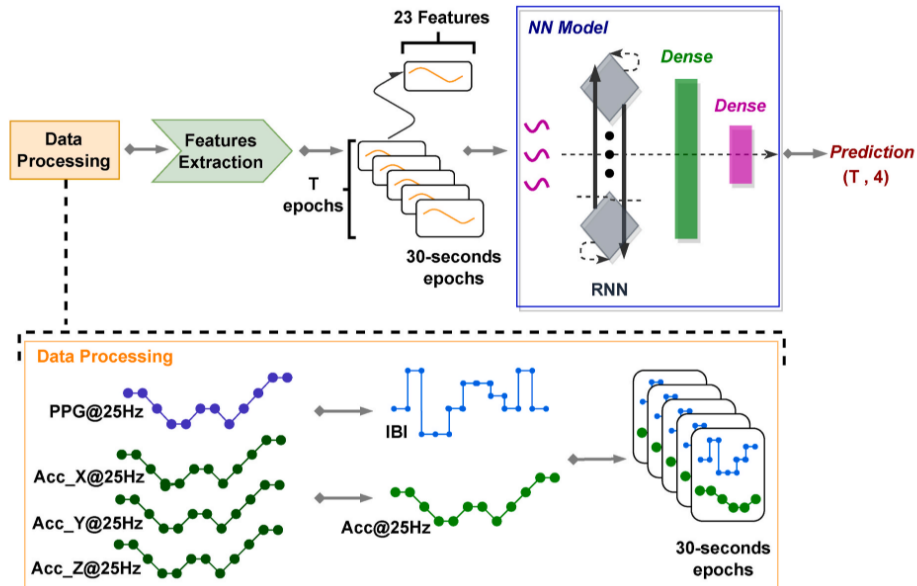 23 Features
NN Model
Dense
Dense
Data
Processing
Features
Extraction
T
epochs
30-seconds
epochs
RNN
Prediction
(T , 4)
Data Processing
PPG@25Hz
IBI
Acc_X@25Hz
Acc_Y@25Hz
Acc@25Hz
Acc_Z@25Hz
30-seconds
epochs